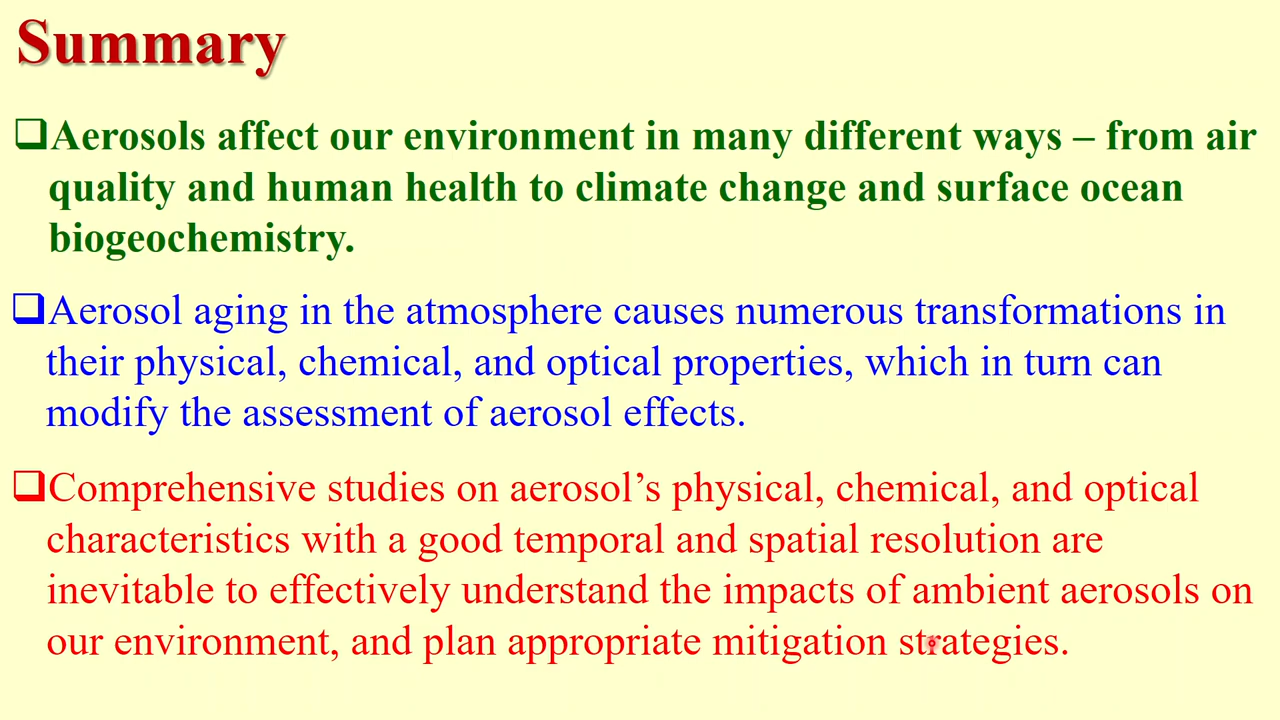 Summary
❑Aerosols affect our environment in many different ways – from air
quality and human health to climate change and surface ocean
biogeochemistry.
❑Aerosol aging in the atmosphere causes numerous transformations in
their physical, chemical, and optical properties, which in turn can
modify the assessment of aerosol effects.
❑Comprehensive studies on aerosol’s physical, chemical, and optical
characteristics with a good temporal and spatial resolution are
inevitable to effectively understand the impacts of ambient aerosols on
our environment, and plan appropriate mitigation strategies.